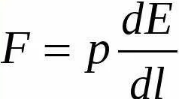 F = p dE/dl